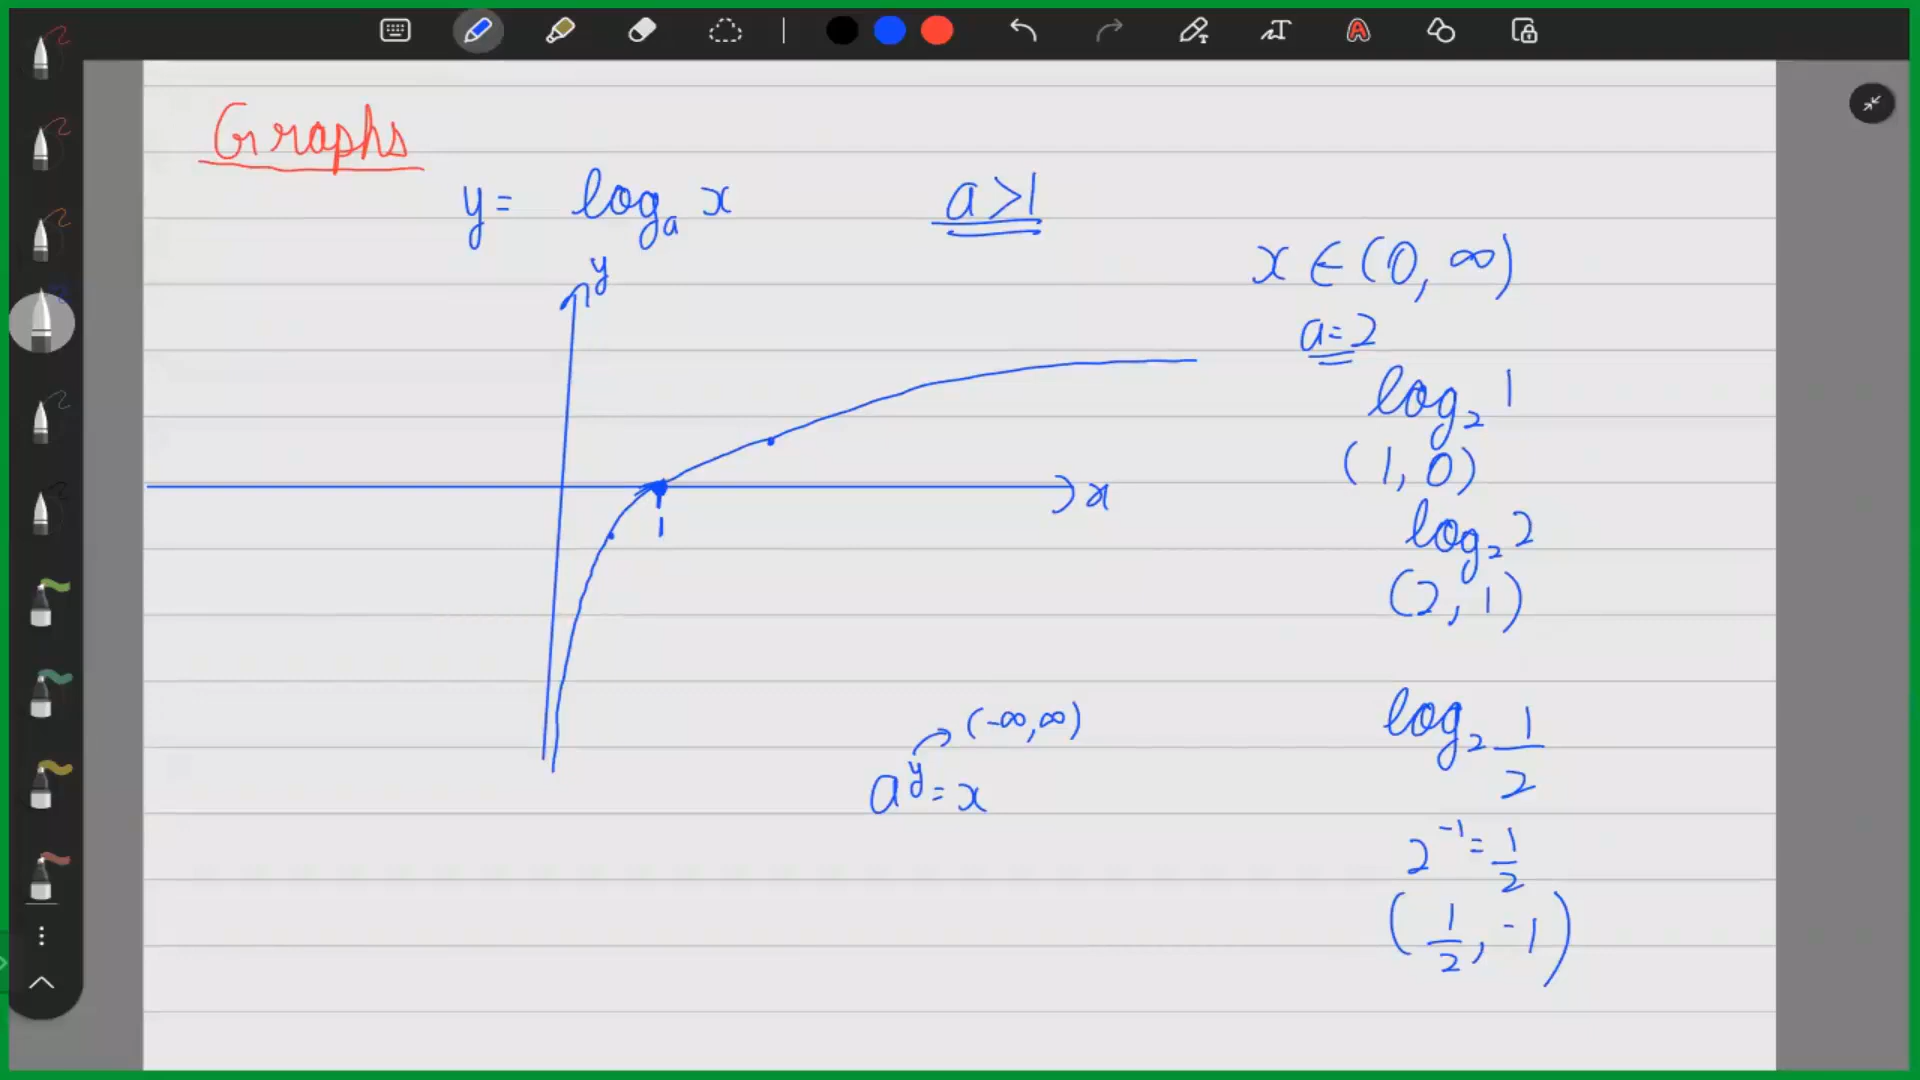 Graphs
y = logₐ x a>1
y
x ∈ (0, ∞)
a=2
log₂ 1
(1, 0)
x
1
log₂ 2
(2, 1)
(-∞, ∞)
a^y = x
log₂ 1/2
2^-1 = 1/2
(1/2, -1)